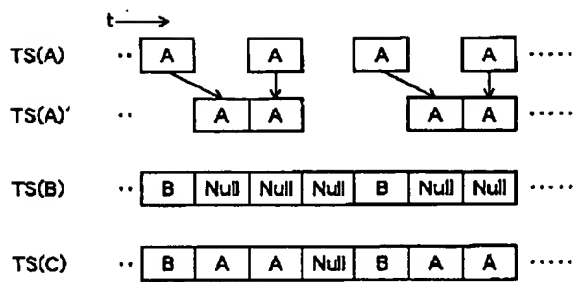 t
TS(A) ·· A A A A ·····
TS(A)' ·· A A A A ·····
TS(B) ·· B Null Null Null B Null Null ·····
TS(C) ·· B A A Null B A A ·····